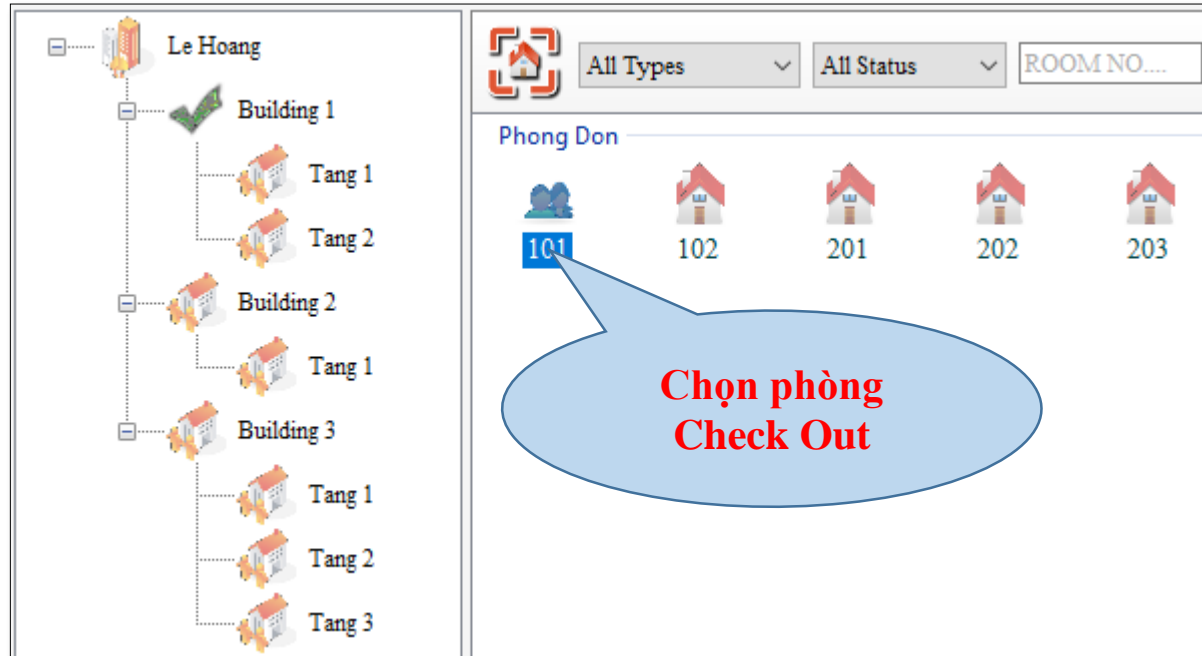 Le Hoang
Building 1
Tang 1
Tang 2
Building 2
Tang 1
Building 3
Tang 1
Tang 2
Tang 3
All Types All Status ROOM NO....
Phong Don
101 102 201 202 203
Chọn phòng
Check Out